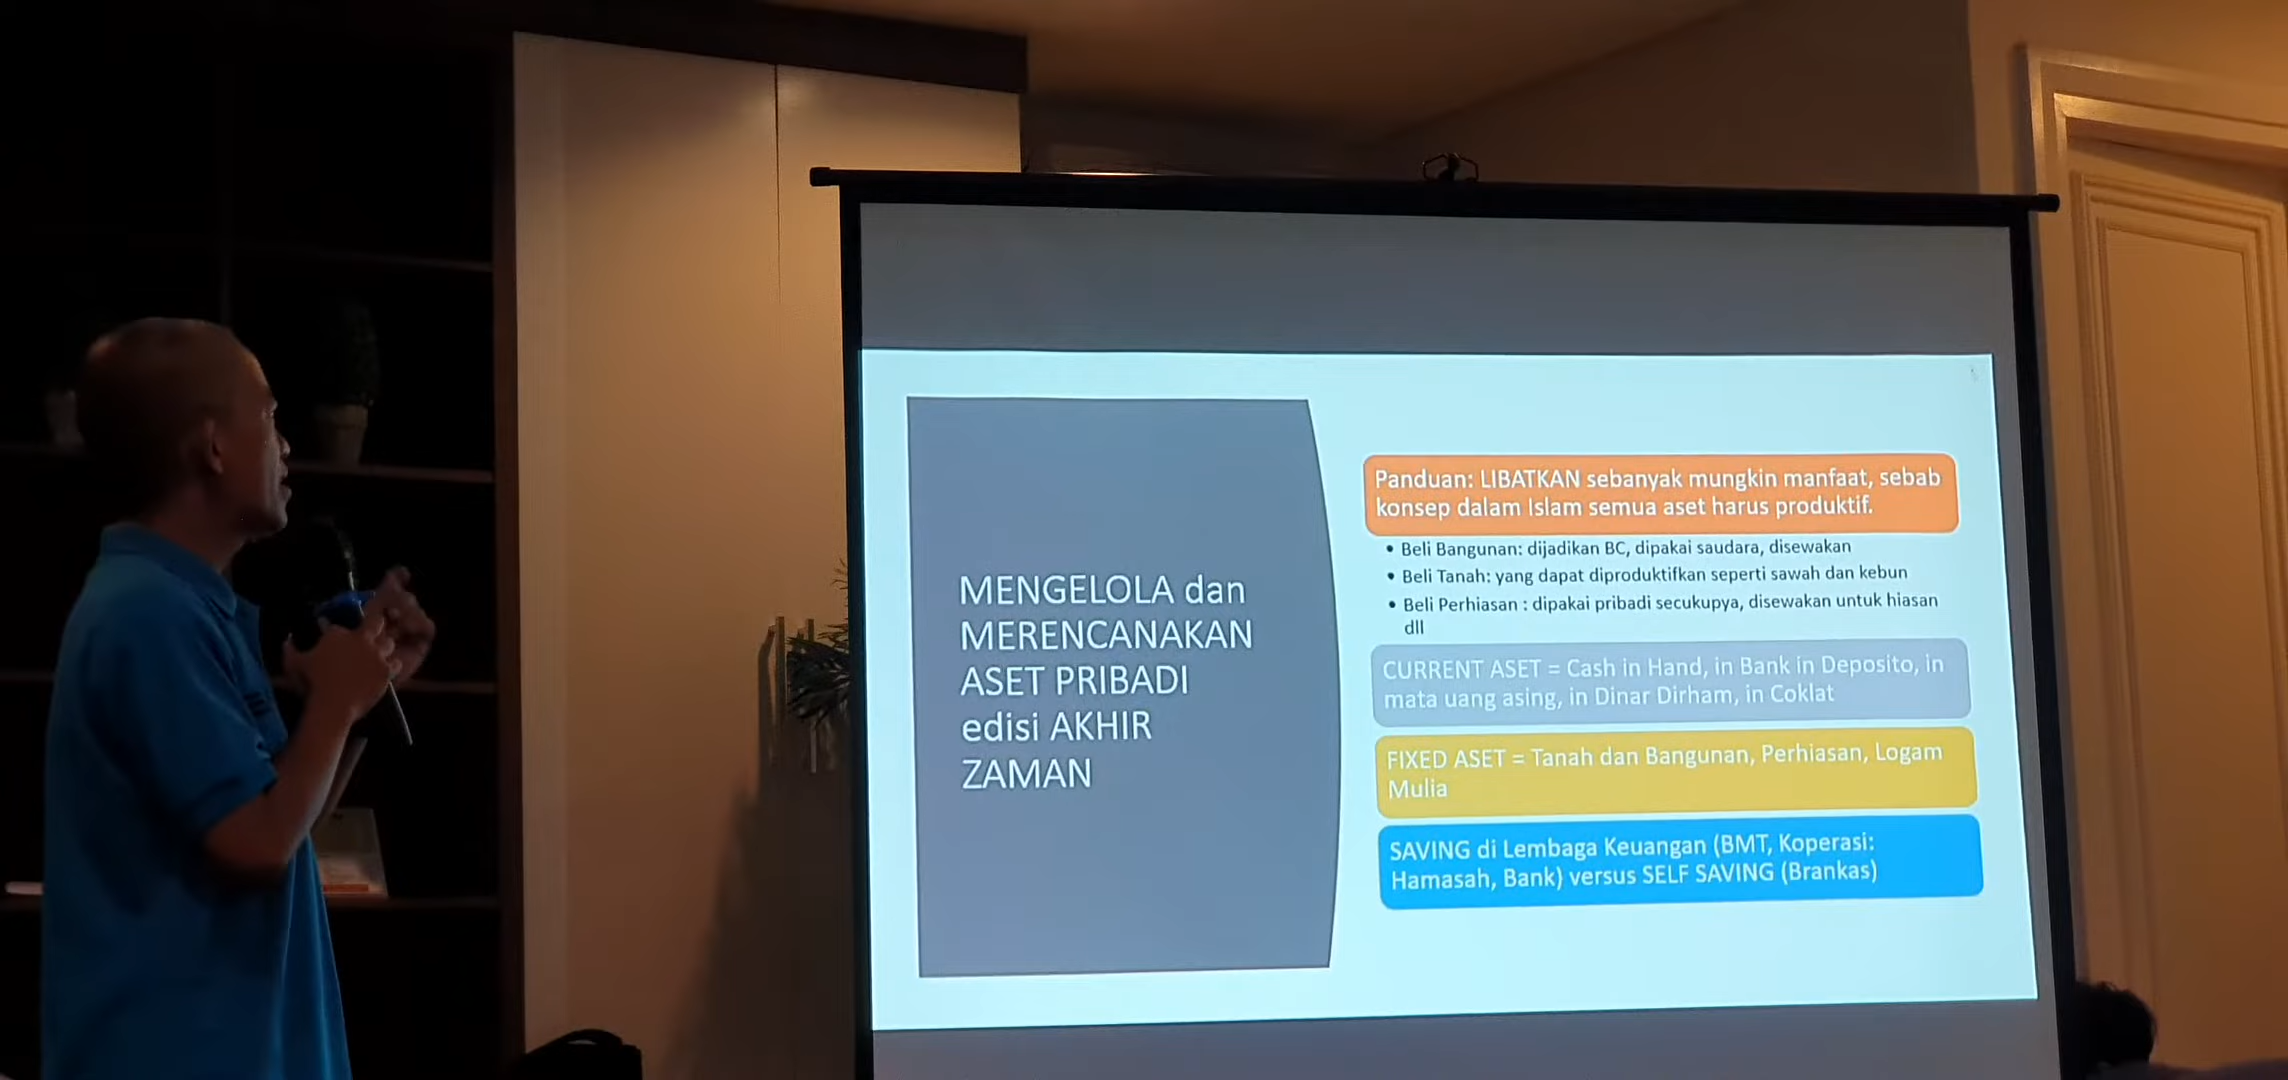 MENGELOLA dan
MERENCANAKAN
ASET PRIBADI
edisi AKHIR
ZAMAN
Panduan: LIBATKAN sebanyak mungkin manfaat, sebab
konsep dalam Islam semua aset harus produktif.
• Beli Bangunan: dijadikan BC, dipakai saudara, disewakan
• Beli Tanah: yang dapat diproduktifkan seperti sawah dan kebun
• Beli Perhiasan : dipakai pribadi secukupya, disewakan untuk hiasan
dll
CURRENT ASET = Cash in Hand, in Bank in Deposito, in
mata uang asing, in Dinar Dirham, in Coklat
FIXED ASET = Tanah dan Bangunan, Perhiasan, Logam
Mulia
SAVING di Lembaga Keuangan (BMT, Koperasi:
Hamasah, Bank) versus SELF SAVING (Brankas)